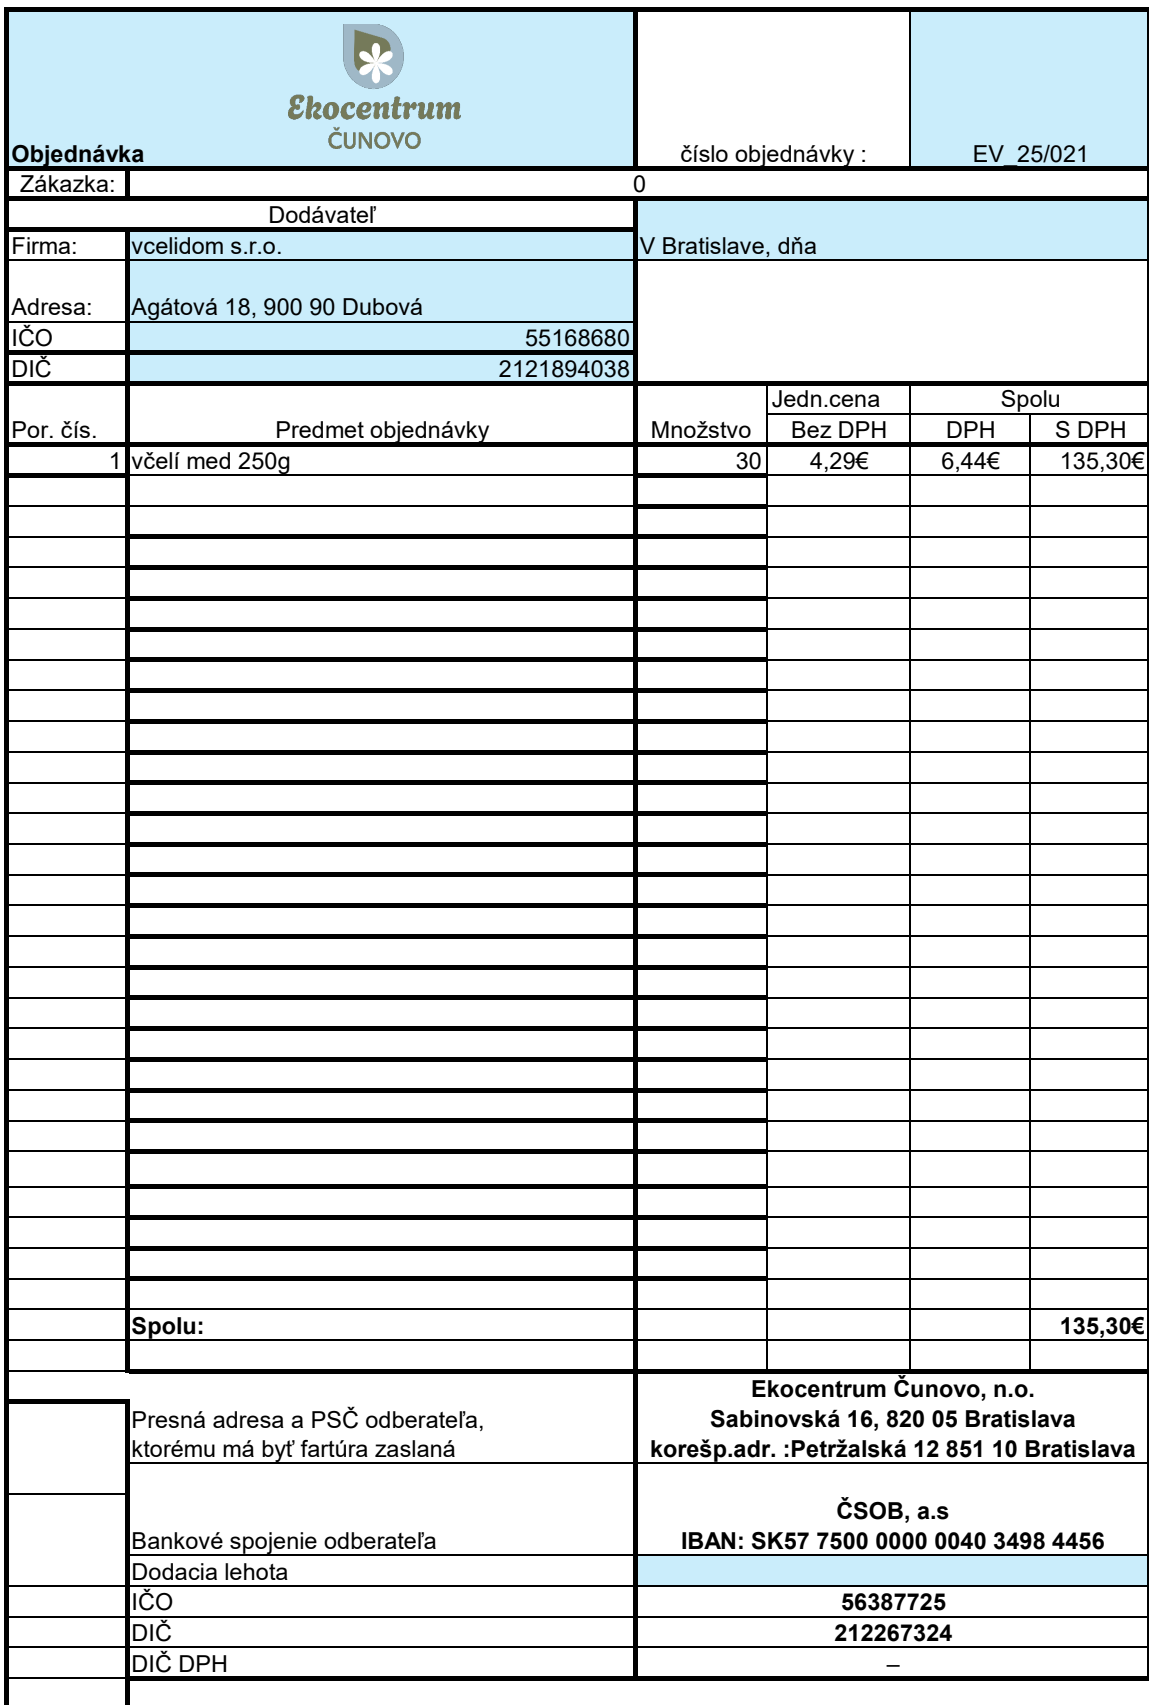 Ekocentrum
ČUNOVO
Objednávka číslo objednávky : EV_25/021
Zákazka: 0
Dodávateľ
Firma: vcelidom s.r.o. V Bratislave, dňa
Adresa: Agátová 18, 900 90 Dubová
IČO 55168680
DIČ 2121894038
Jedn.cena Spolu
Por. čís. Predmet objednávky Množstvo Bez DPH DPH S DPH
1 včelí med 250g 30 4,29€ 6,44€ 135,30€
Spolu: 135,30€
Ekocentrum Čunovo, n.o.
Presná adresa a PSČ odberateľa, Sabinovská 16, 820 05 Bratislava
ktorému má byť fartúra zaslaná korešp.adr. :Petržalská 12 851 10 Bratislava
ČSOB, a.s
Bankové spojenie odberateľa IBAN: SK57 7500 0000 0040 3498 4456
Dodacia lehota
IČO 56387725
DIČ 212267324
DIČ DPH –